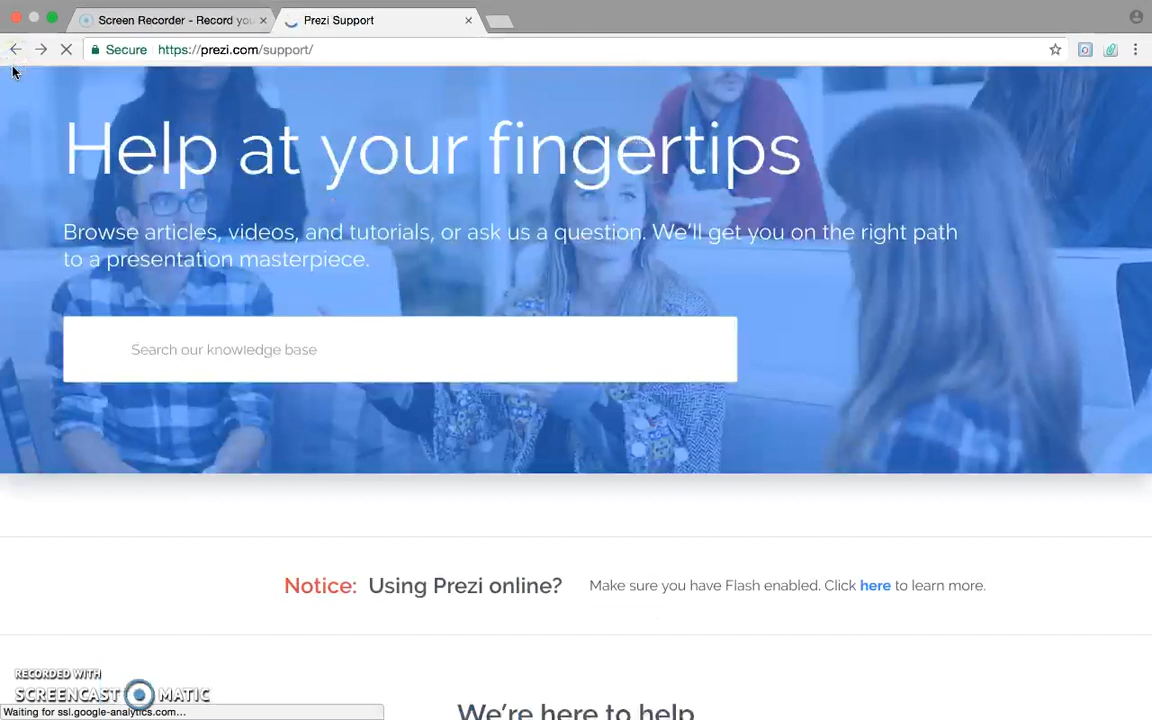 Screen Recorder - Record you
Prezi Support
Secure https://prezi.com/support/
Help at your fingertips
Browse articles, videos, and tutorials, or ask us a question. We'll get you on the right path
to a presentation masterpiece.
Search our knowledge base
Notice: Using Prezi online? Make sure you have Flash enabled. Click here to learn more.
We're here to help
RECORDED WITH
SCREENCAST MATIC
Waiting for ssl.google-analytics.com...